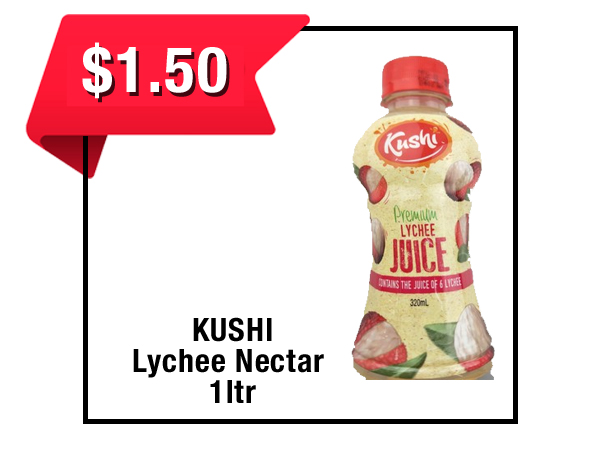 $1.50
Kushi
Premium
LYCHEE
JUICE
CONTAINS THE JUICE OF 6 LYCHEE
320mL
KUSHI
Lychee Nectar
1ltr